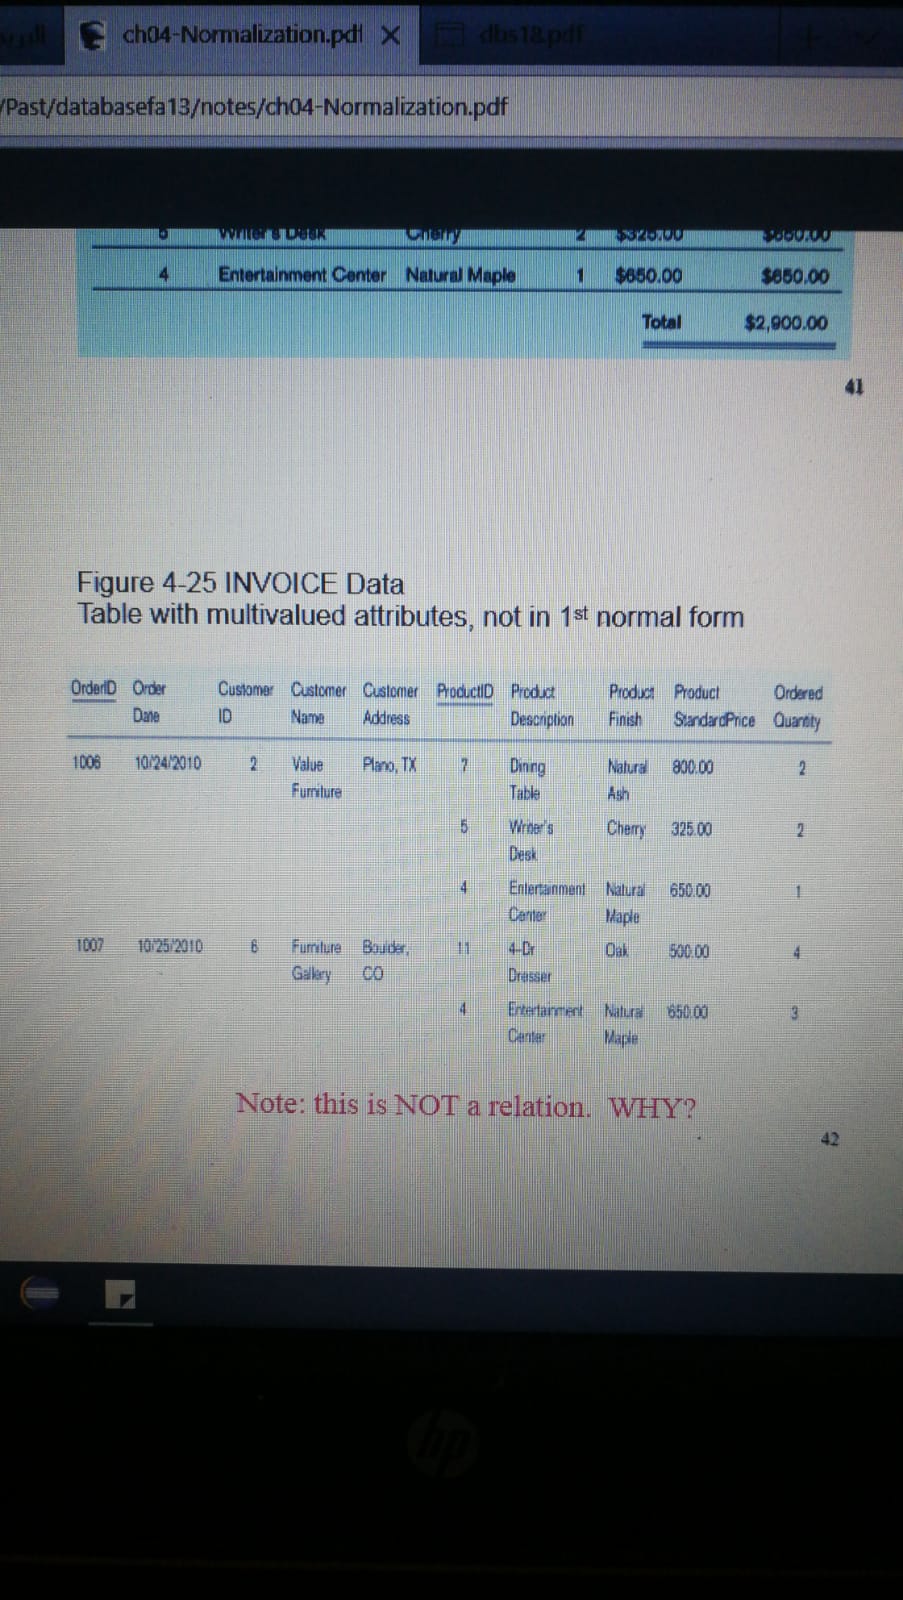 ch04-Normalization.pdf
dbs18.pdf
/Past/databasefa13/notes/ch04-Normalization.pdf
5 Writer's Desk Cherry 2 $325.00
4 Entertainment Center Natural Maple 1 $650.00 $650.00
Total $2,900.00
41
Figure 4-25 INVOICE Data
Table with multivalued attributes, not in 1st normal form
OrderID Order Customer Customer Customer ProductID Product Product Product Ordered
Date ID Name Address Description Finish StandardPrice Quantity
1006 10/24/2010 2 Value Plano, TX 7 Dining Natural 800.00 2
Furniture Table Ash
5 Writer's Cherry 325.00 2
Desk
4 Entertainment Natural 650.00 1
Center Maple
1007 10/25/2010 6 Furniture Boulder, 11 4-Dr Oak 500.00 4
Gallery CO Dresser
4 Entertainment Natural 650.00 3
Center Maple
Note: this is NOT a relation. WHY?
42
hp